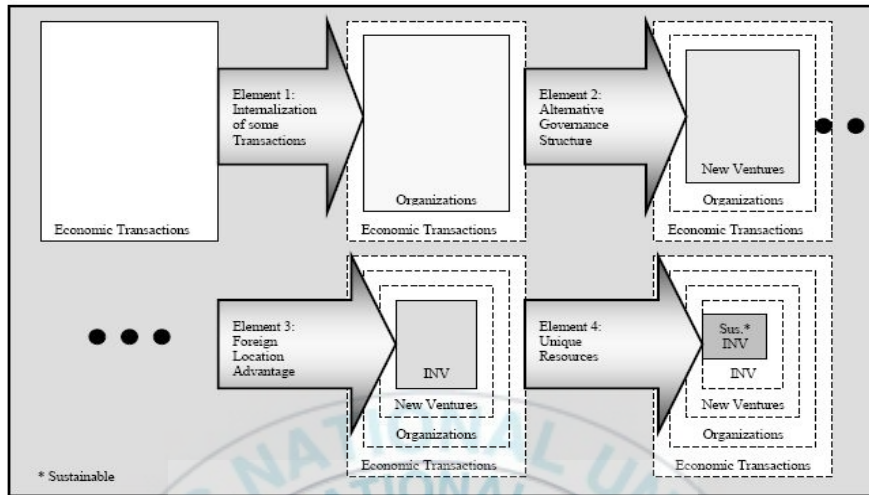 Element 1:
Internalization
of some
Transactions
Economic Transactions
Organizations
Economic Transactions
Element 2:
Alternative
Governance
Structure
New Ventures
Organizations
Economic Transactions
Element 3:
Foreign
Location
Advantage
INV
New Ventures
Organizations
Economic Transactions
Element 4:
Unique
Resources
Sus.*
INV
INV
New Ventures
Organizations
Economic Transactions
* Sustainable
NATIONAL UN